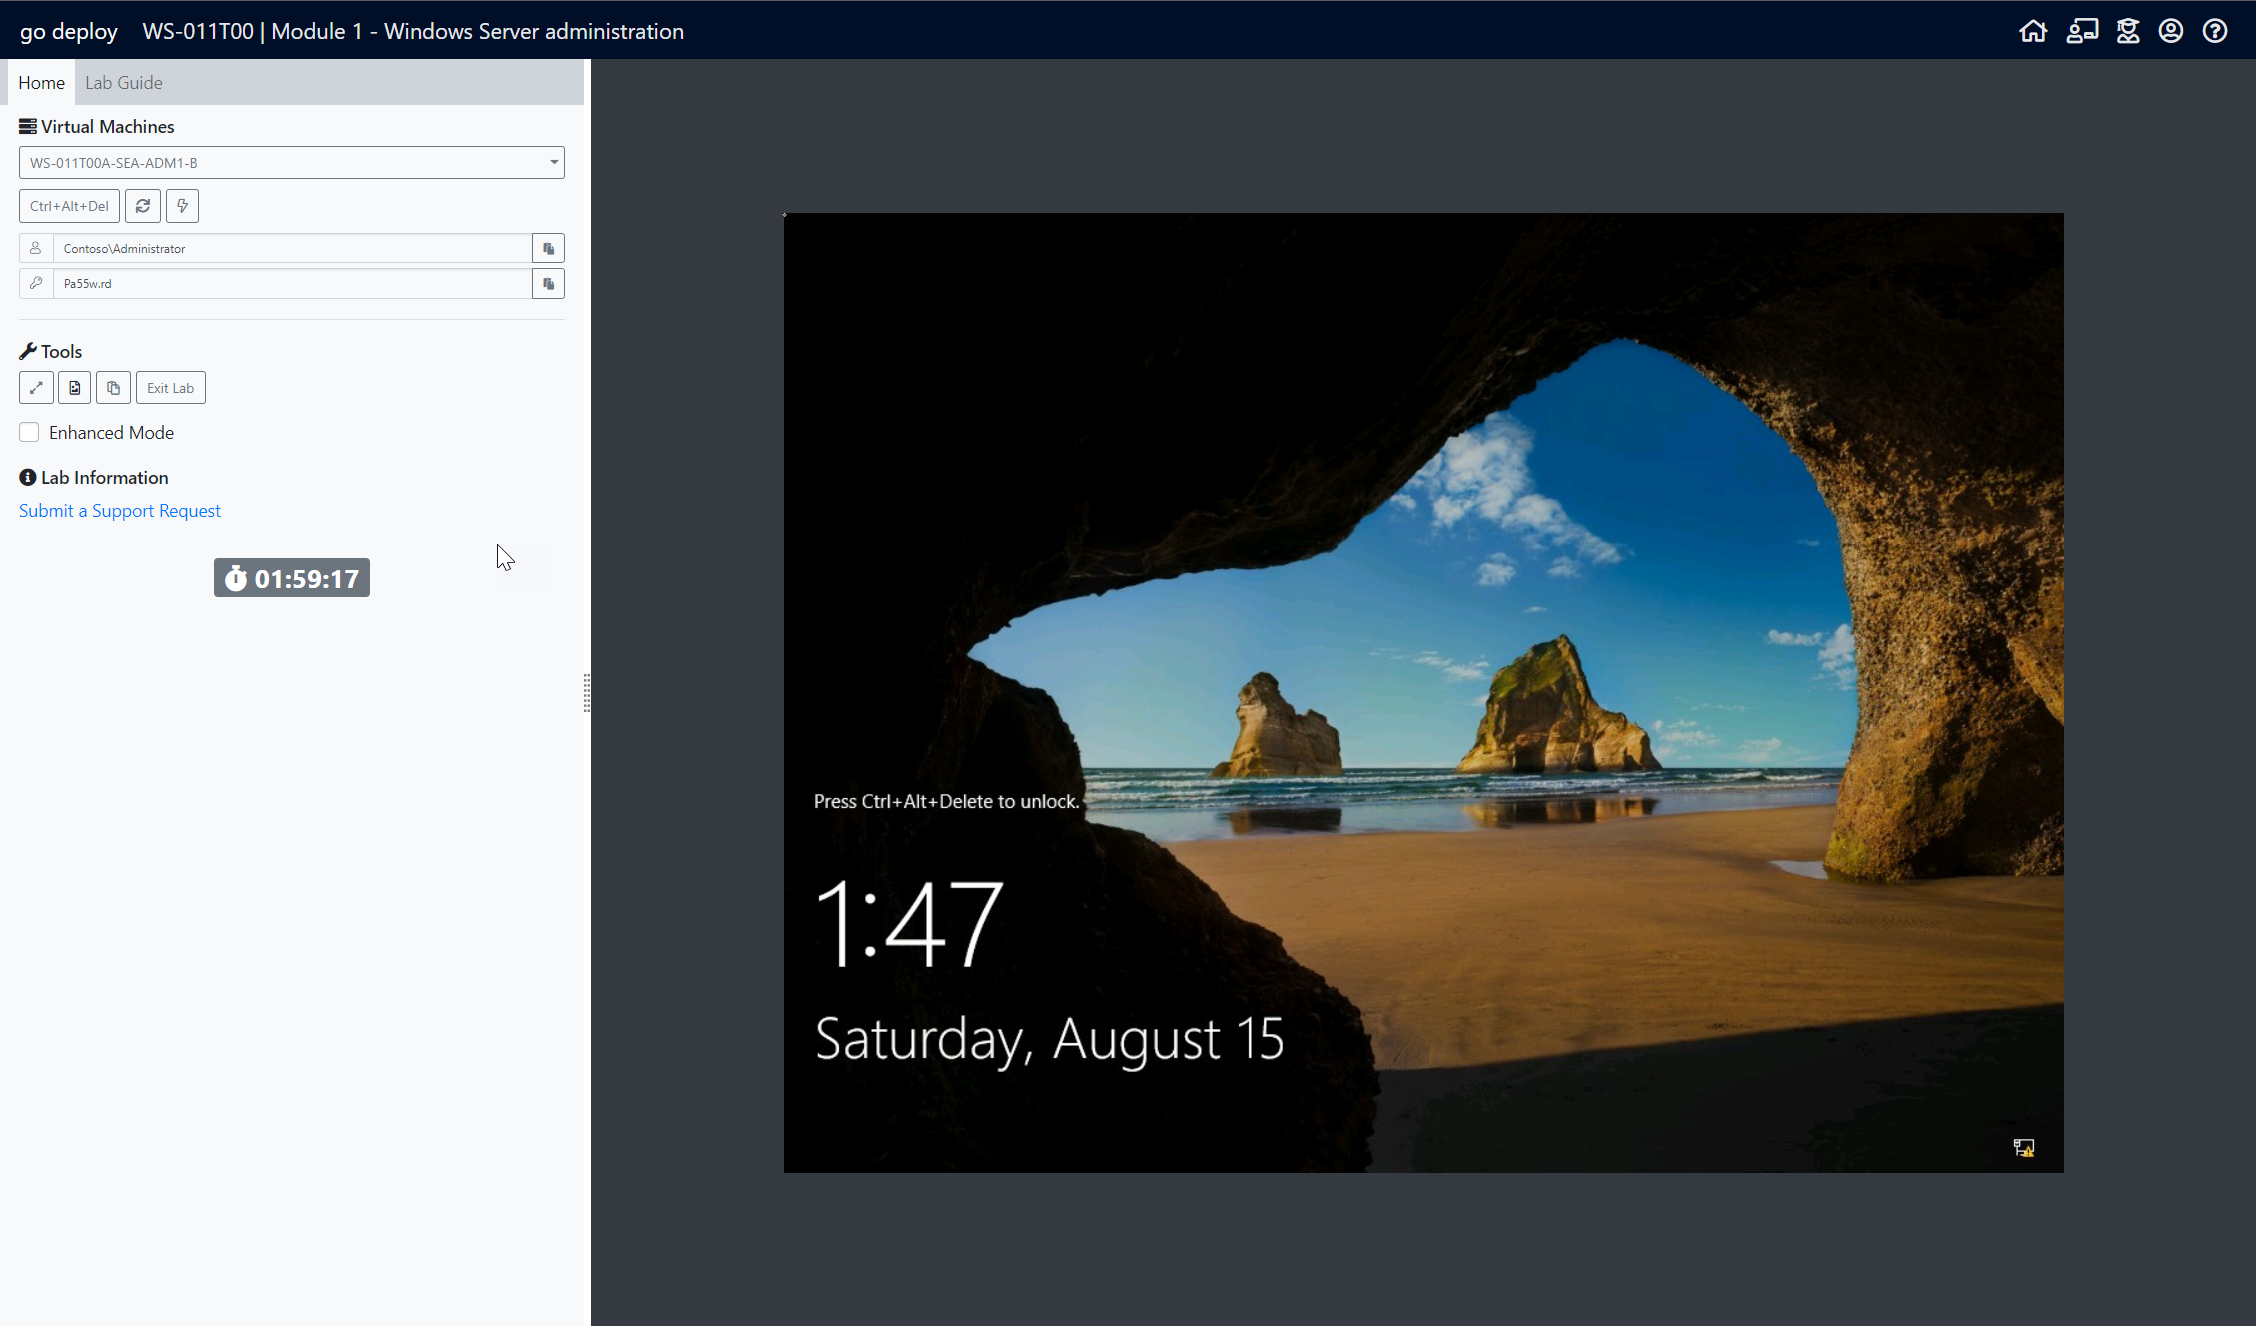 go deploy WS-011T00 | Module 1 - Windows Server administration
Home Lab Guide
Virtual Machines
WS-011T00A-SEA-ADM1-B
Ctrl+Alt+Del
Contoso\Administrator
Pa55w.rd
Tools
Exit Lab
Enhanced Mode
Lab Information
Submit a Support Request
01:59:17
Press Ctrl+Alt+Delete to unlock.
1:47
Saturday, August 15